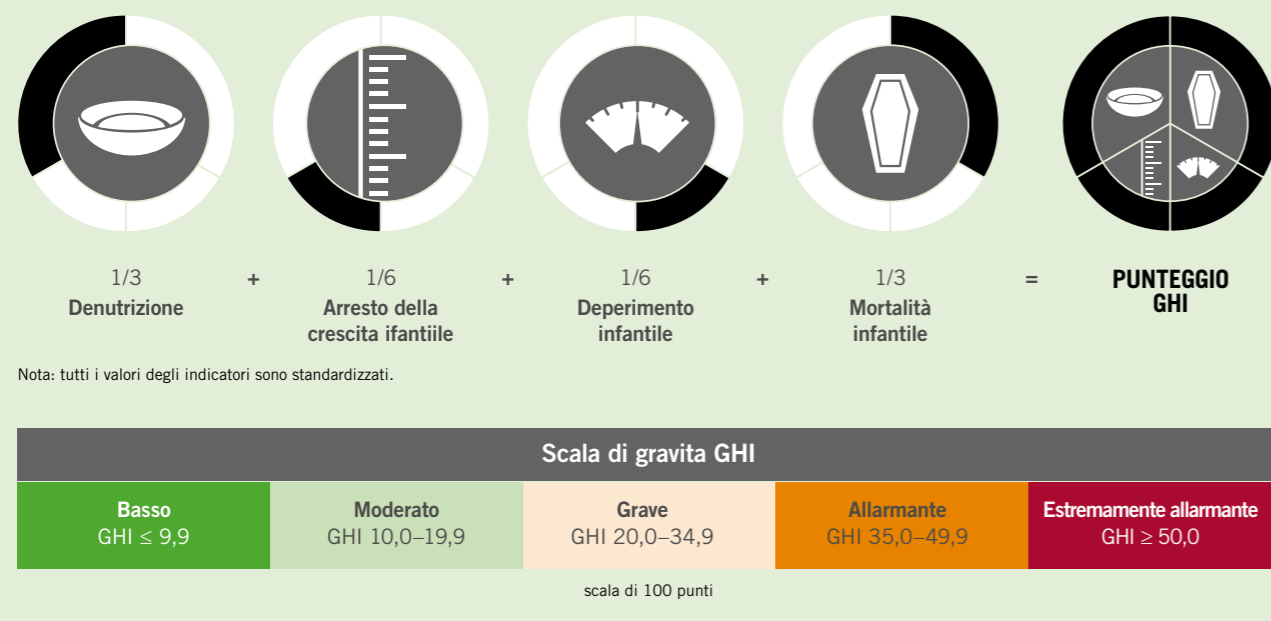 1/3 + 1/6 + 1/6 + 1/3 = PUNTEGGIO GHI
Denutrizione
Arresto della crescita ifantiile
Deperimento infantile
Mortalità infantile
Nota: tutti i valori degli indicatori sono standardizzati.
Scala di gravita GHI
Basso
GHI ≤ 9,9
Moderato
GHI 10,0–19,9
Grave
GHI 20,0–34,9
Allarmante
GHI 35,0–49,9
Estremamente allarmante
GHI ≥ 50,0
scala di 100 punti